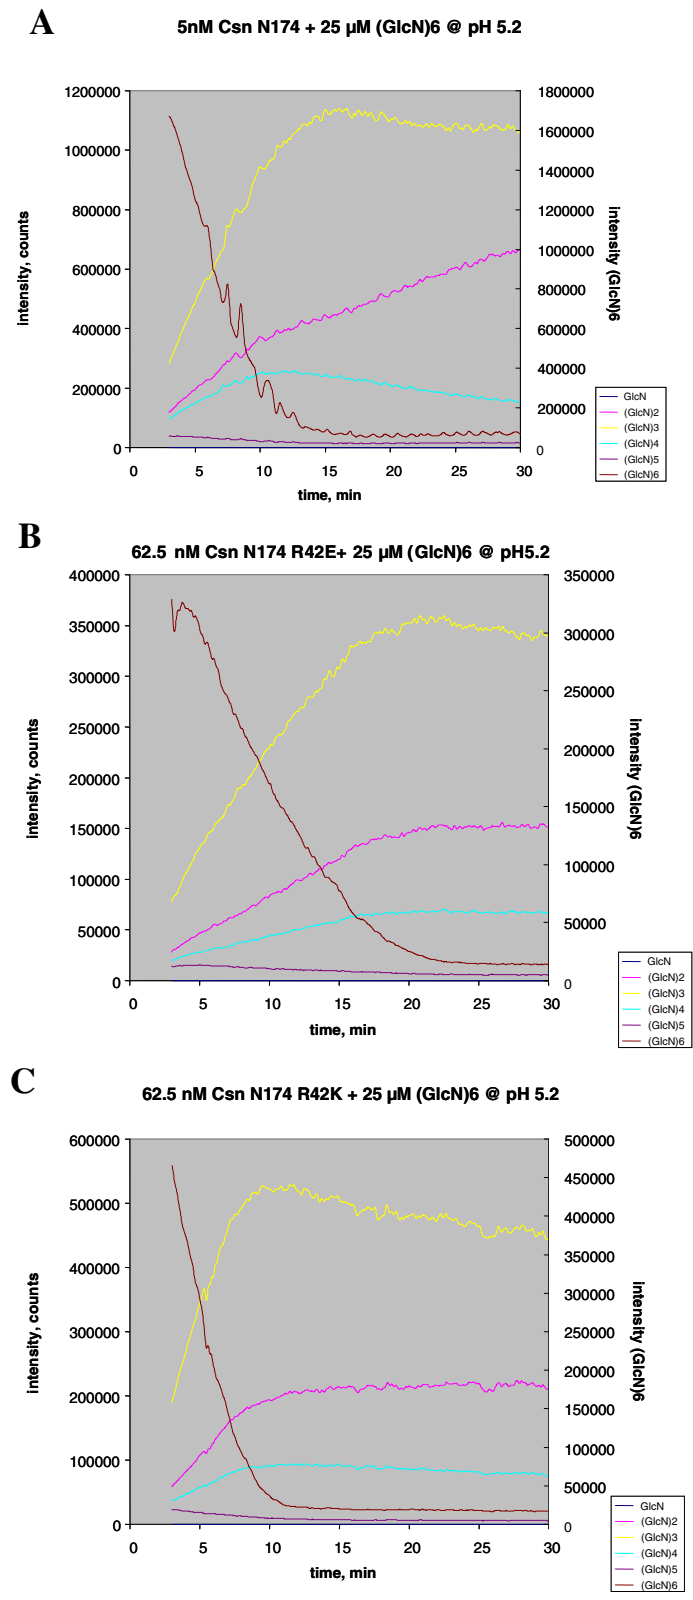 A
5nM Csn N174 + 25 µM (GlcN)6 @ pH 5.2
1200000
1000000
800000
600000
400000
200000
0
1800000
1600000
1400000
1200000
1000000
800000
600000
400000
200000
0
intensity, counts
intensity (GlcN)6
0 5 10 15 20 25 30
time, min
GlcN
(GlcN)2
(GlcN)3
(GlcN)4
(GlcN)5
(GlcN)6
B
62.5 nM Csn N174 R42E+ 25 µM (GlcN)6 @ pH5.2
400000
350000
300000
250000
200000
150000
100000
50000
0
350000
300000
250000
200000
150000
100000
50000
0
intensity, counts
intensity (GlcN)6
0 5 10 15 20 25 30
time, min
GlcN
(GlcN)2
(GlcN)3
(GlcN)4
(GlcN)5
(GlcN)6
C
62.5 nM Csn N174 R42K + 25 µM (GlcN)6 @ pH 5.2
600000
500000
400000
300000
200000
100000
0
500000
450000
400000
350000
300000
250000
200000
150000
100000
50000
0
intensity, counts
intensity (GlcN)6
0 5 10 15 20 25 30
time, min
GlcN
(GlcN)2
(GlcN)3
(GlcN)4
(GlcN)5
(GlcN)6